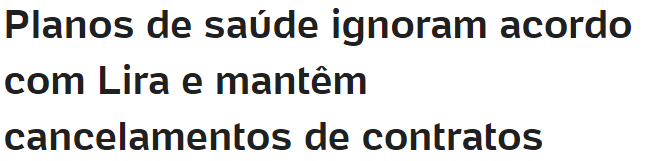 Planos de saúde ignoram acordo
com Lira e mantêm
cancelamentos de contratos